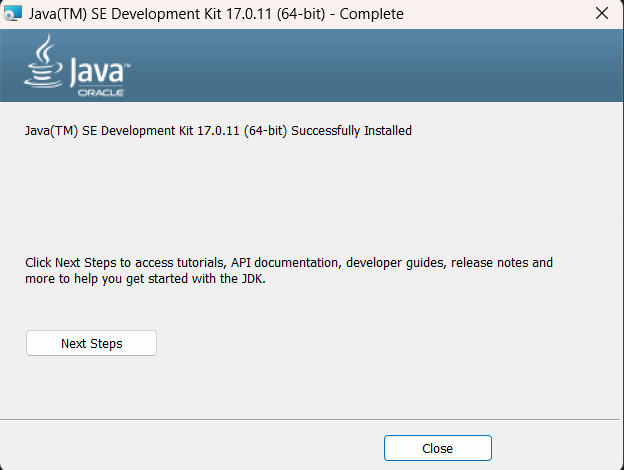 Java(TM) SE Development Kit 17.0.11 (64-bit) - Complete
Java™
ORACLE
Java(TM) SE Development Kit 17.0.11 (64-bit) Successfully Installed
Click Next Steps to access tutorials, API documentation, developer guides, release notes and
more to help you get started with the JDK.
Next Steps
Close